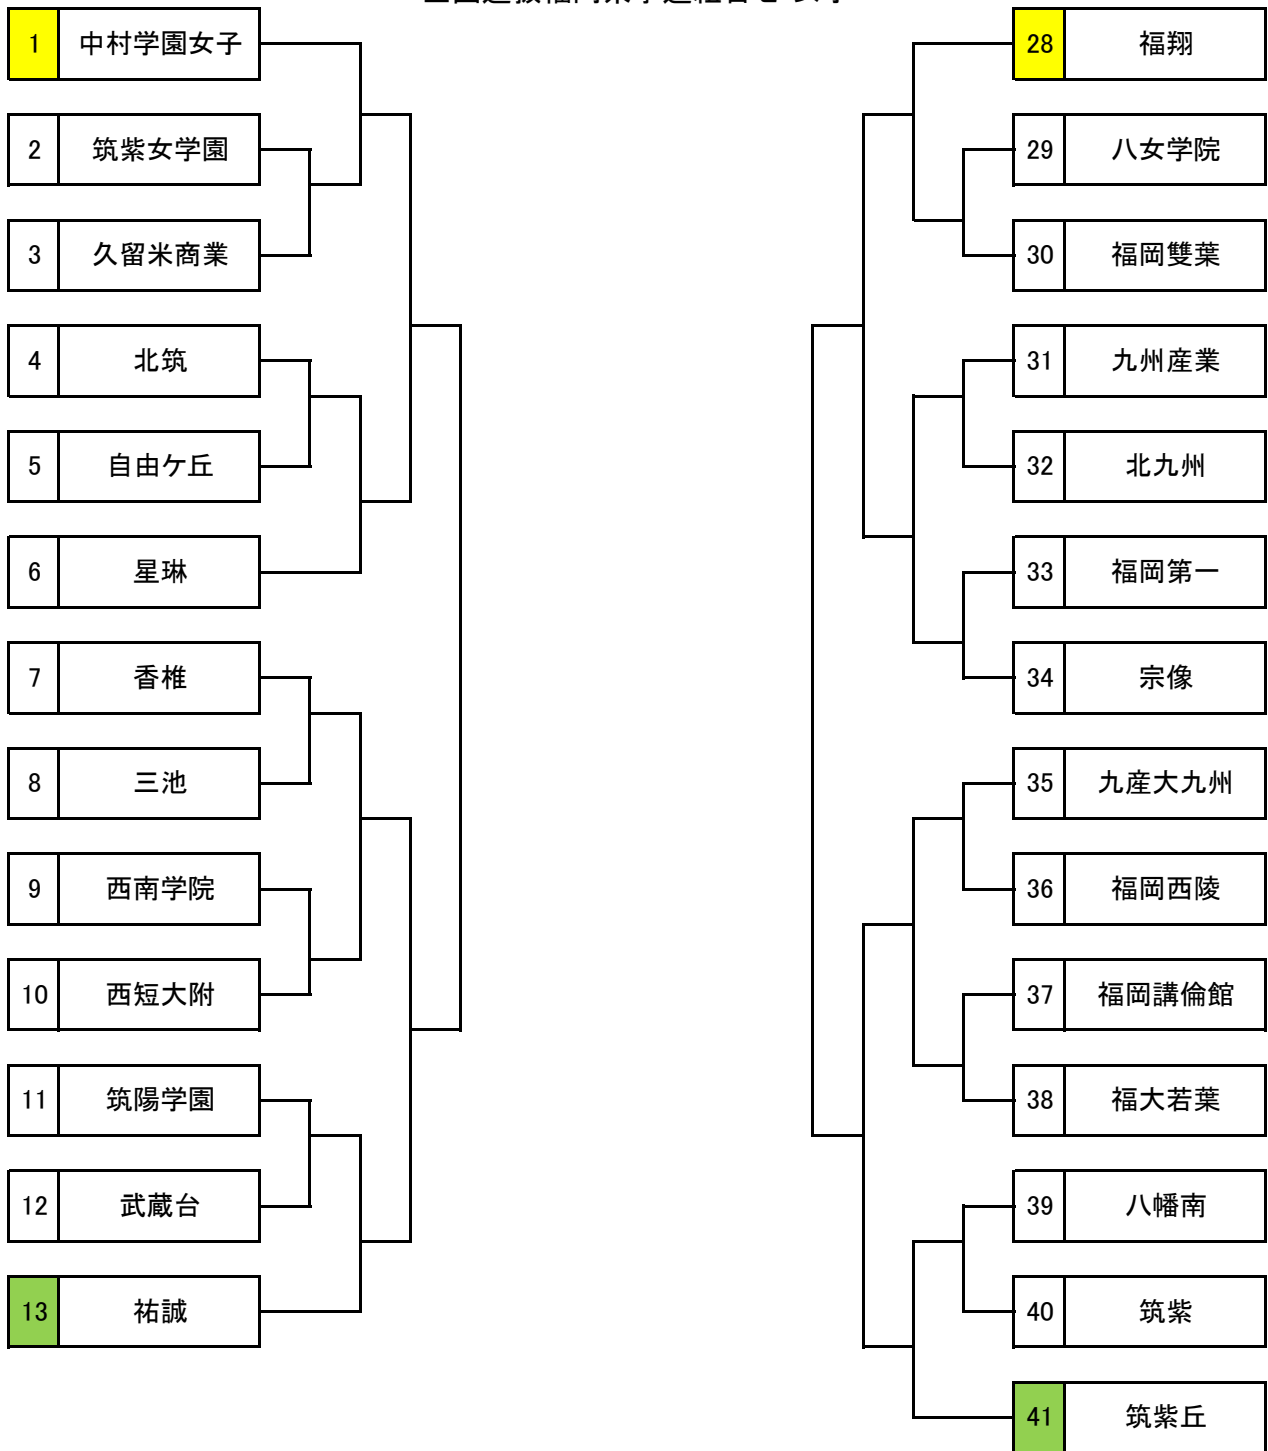 1 中村学園女子
2 筑紫女学園
3 久留米商業
4 北筑
5 自由ケ丘
6 星琳
7 香椎
8 三池
9 西南学院
10 西短大附
11 筑陽学園
12 武蔵台
13 祐誠
28 福翔
29 八女学院
30 福岡雙葉
31 九州産業
32 北九州
33 福岡第一
34 宗像
35 九産大九州
36 福岡西陵
37 福岡講倫館
38 福大若葉
39 八幡南
40 筑紫
41 筑紫丘